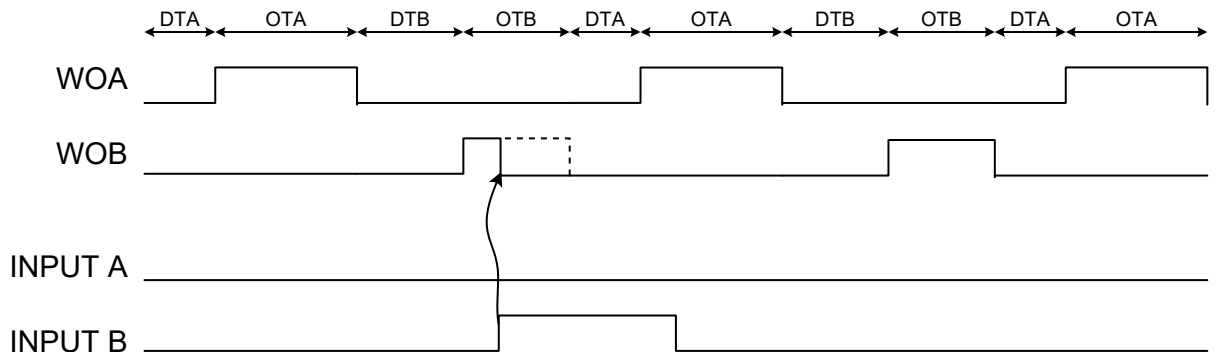 DTA OTA DTB OTB DTA OTA DTB OTB DTA OTA
WOA
WOB
INPUT A
INPUT B